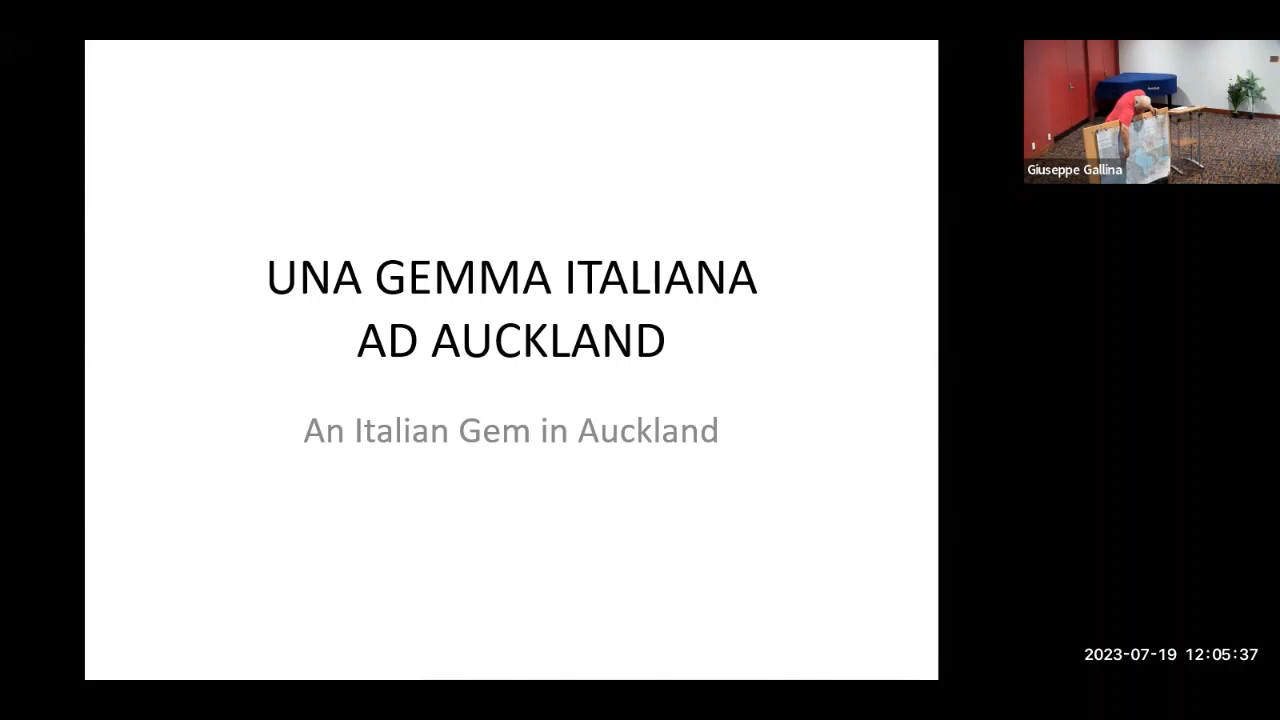 UNA GEMMA ITALIANA
AD AUCKLAND
An Italian Gem in Auckland
Giuseppe Gallina
2023-07-19 12:05:37